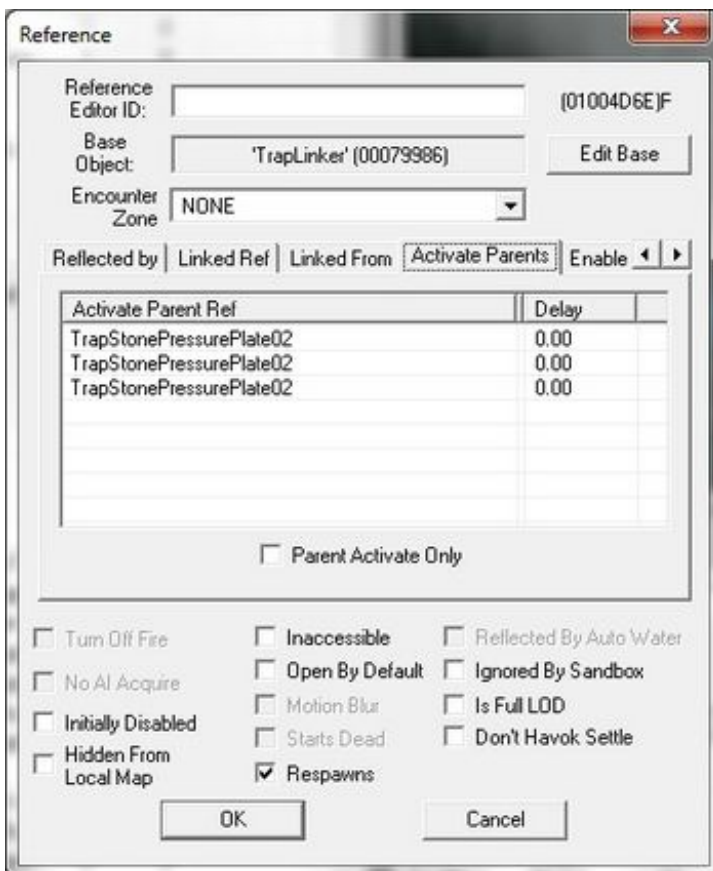 Reference
Reference
Editor ID:
(01004D6E)F
Base
Object:
'TrapLinker' (00079986)
Edit Base
Encounter
Zone
NONE
Reflected by
Linked Ref
Linked From
Activate Parents
Enable
Activate Parent Ref
Delay
TrapStonePressurePlate02 0.00
TrapStonePressurePlate02 0.00
TrapStonePressurePlate02 0.00
Parent Activate Only
Turn Off Fire
Inaccessible
Reflected By Auto Water
No AI Acquire
Open By Default
Ignored By Sandbox
Motion Blur
Is Full LOD
Initially Disabled
Starts Dead
Don't Havok Settle
Hidden From
Local Map
Respawns
OK
Cancel